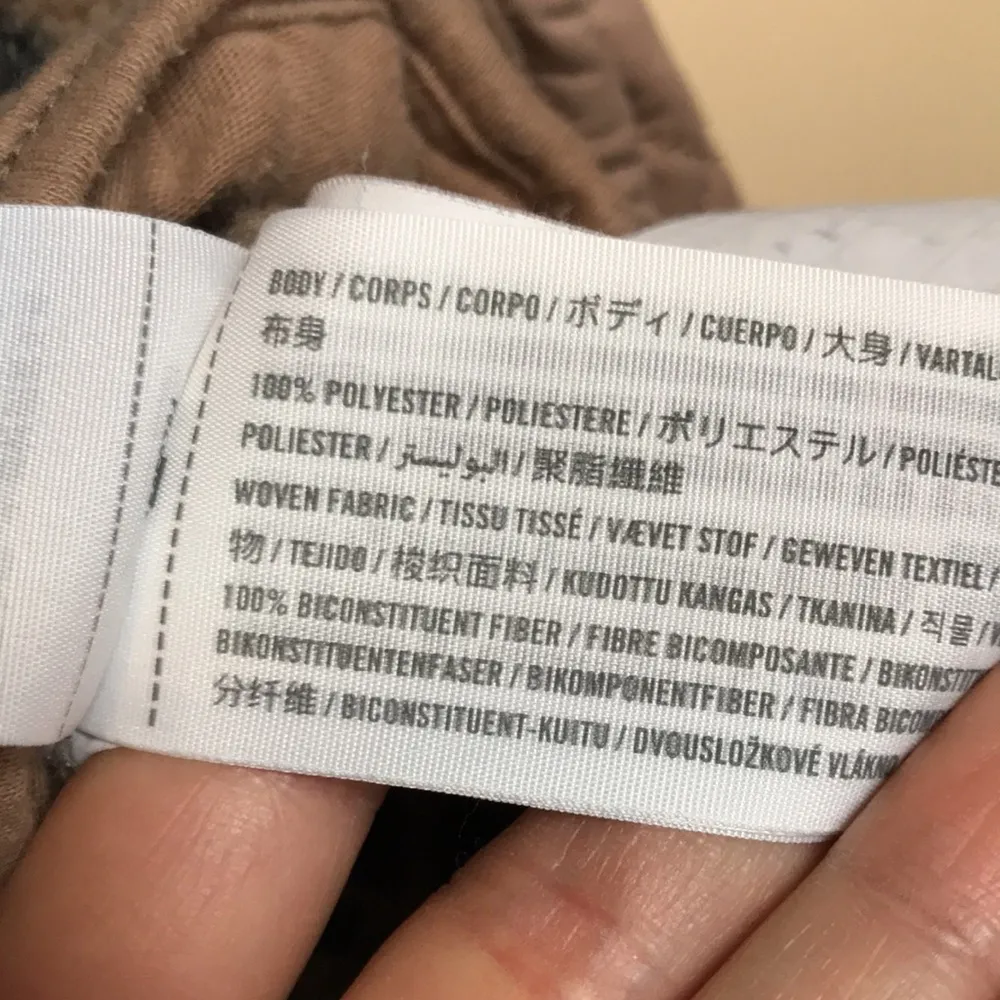 BODY / CORPS / CORPO / ボディ / CUERPO / 大身 / VARTAL
布身
100% POLYESTER / POLIESTERE / ポリエステル / POLIÉSTE
POLIESTER / البوليستر / 聚脂纖維
WOVEN FABRIC / TISSU TISSÉ / VÆVET STOF / GEWEVEN TEXTIEL /
物 / TEJIDO / 梭织面料 / KUDOTTU KANGAS / TKANINA / 직물 /
100% BICONSTITUENT FIBER / FIBRE BICOMPOSANTE / BIKONSTIT
BIKONSTITUENTENFASER / BIKOMPONENTFIBER / FIBRA BICOM
分纤维 / BICONSTITUENT-KUITU / DVOUSLOŽKOVÉ VLÁKN